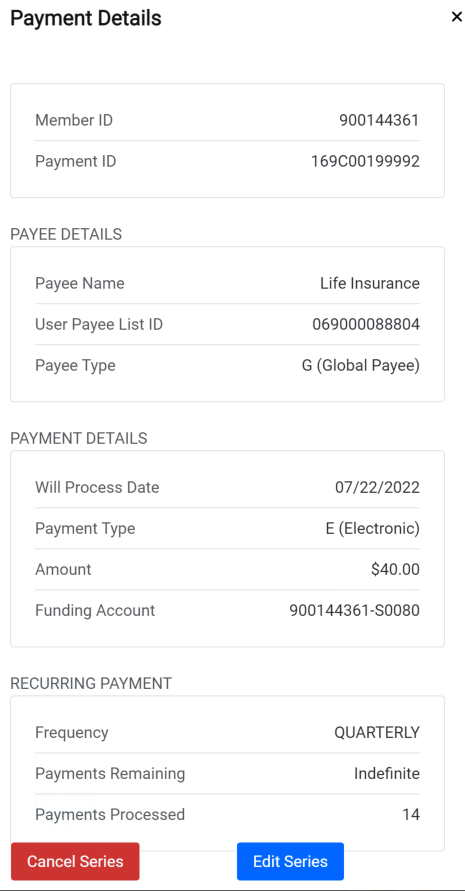 Payment Details
×
Member ID 900144361
Payment ID 169C00199992
PAYEE DETAILS
Payee Name Life Insurance
User Payee List ID 069000088804
Payee Type G (Global Payee)
PAYMENT DETAILS
Will Process Date 07/22/2022
Payment Type E (Electronic)
Amount $40.00
Funding Account 900144361-S0080
RECURRING PAYMENT
Frequency QUARTERLY
Payments Remaining Indefinite
Payments Processed 14
Cancel Series Edit Series